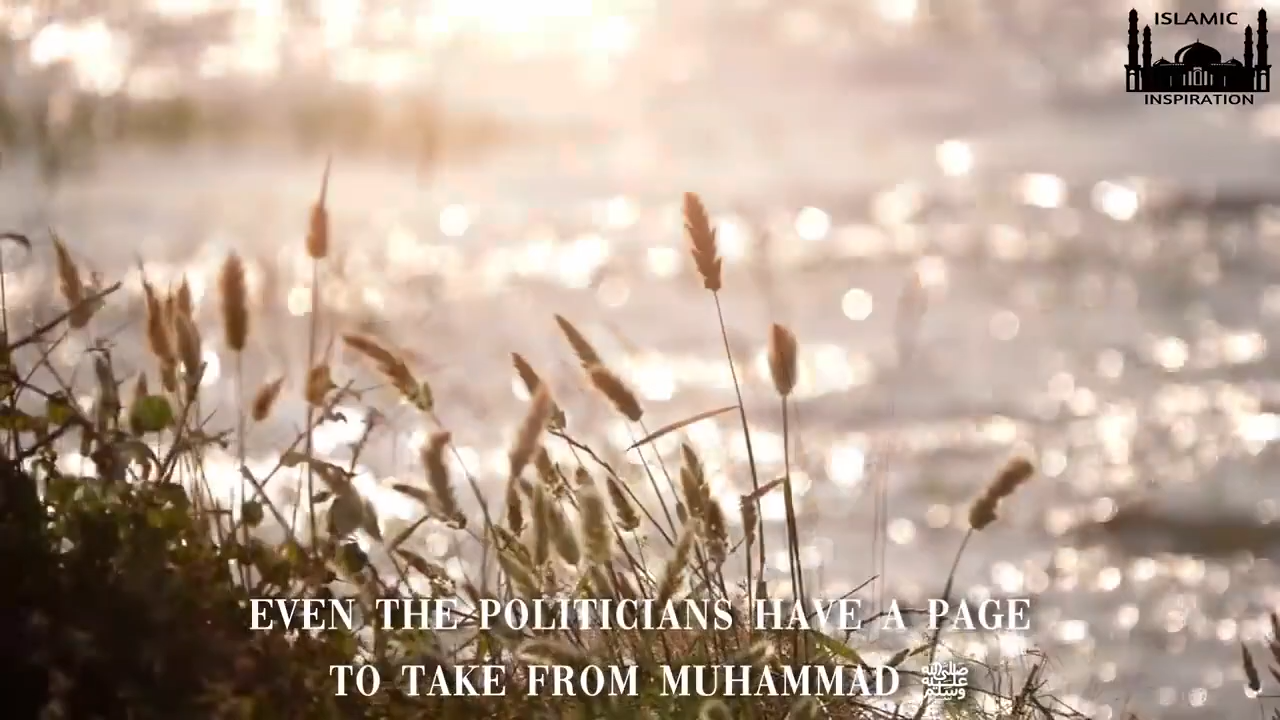 ISLAMIC
INSPIRATION
EVEN THE POLITICIANS HAVE A PAGE
TO TAKE FROM MUHAMMAD ﷺ